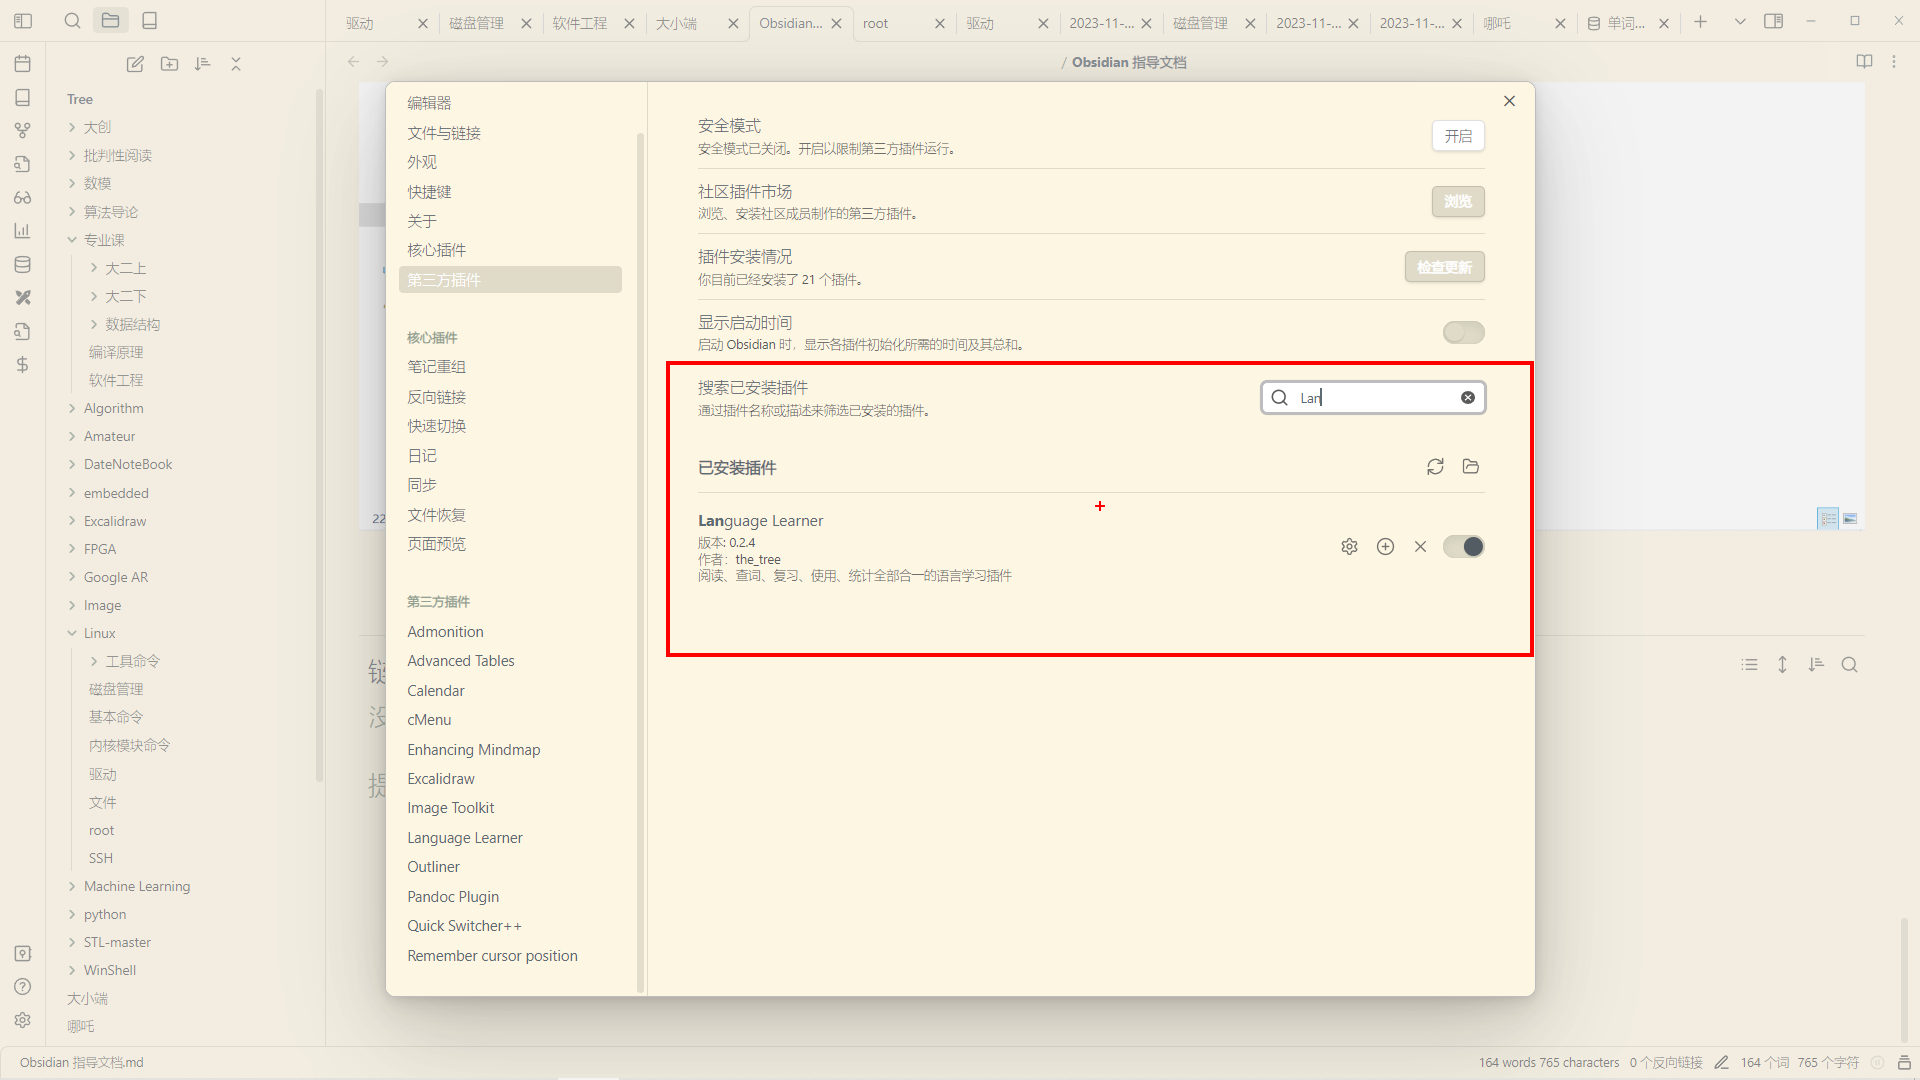 驱动
磁盘管理
软件工程
大小端
Obsidian...
root
驱动
2023-11-...
磁盘管理
2023-11-...
2023-11-...
哪吒
单词...
/ Obsidian 指导文档
Tree
大创
批判性阅读
数模
算法导论
专业课
大二上
大二下
数据结构
编译原理
软件工程
Algorithm
Amateur
DateNoteBook
embedded
Excalidraw
FPGA
Google AR
Image
Linux
工具命令
磁盘管理
基本命令
内核模块命令
驱动
文件
root
SSH
Machine Learning
python
STL-master
WinShell
大小端
哪吒
编辑器
文件与链接
外观
快捷键
关于
核心插件
第三方插件
核心插件
笔记重组
反向链接
快速切换
日记
同步
文件恢复
页面预览
第三方插件
Admonition
Advanced Tables
Calendar
cMenu
Enhancing Mindmap
Excalidraw
Image Toolkit
Language Learner
Outliner
Pandoc Plugin
Quick Switcher++
Remember cursor position
安全模式
安全模式已关闭。开启以限制第三方插件运行。
开启
社区插件市场
浏览、安装社区成员制作的第三方插件。
浏览
插件安装情况
你目前已经安装了 21 个插件。
检查更新
显示启动时间
启动 Obsidian 时，显示各插件初始化所需的时间及其总和。
搜索已安装插件
通过插件名称或描述来筛选已安装的插件。
Lan
已安装插件
Language Learner
版本: 0.2.4
作者：the_tree
阅读、查词、复习、使用、统计全部合一的语言学习插件
22
Obsidian 指导文档.md
164 words 765 characters
0 个反向链接
164 个词
765 个字符